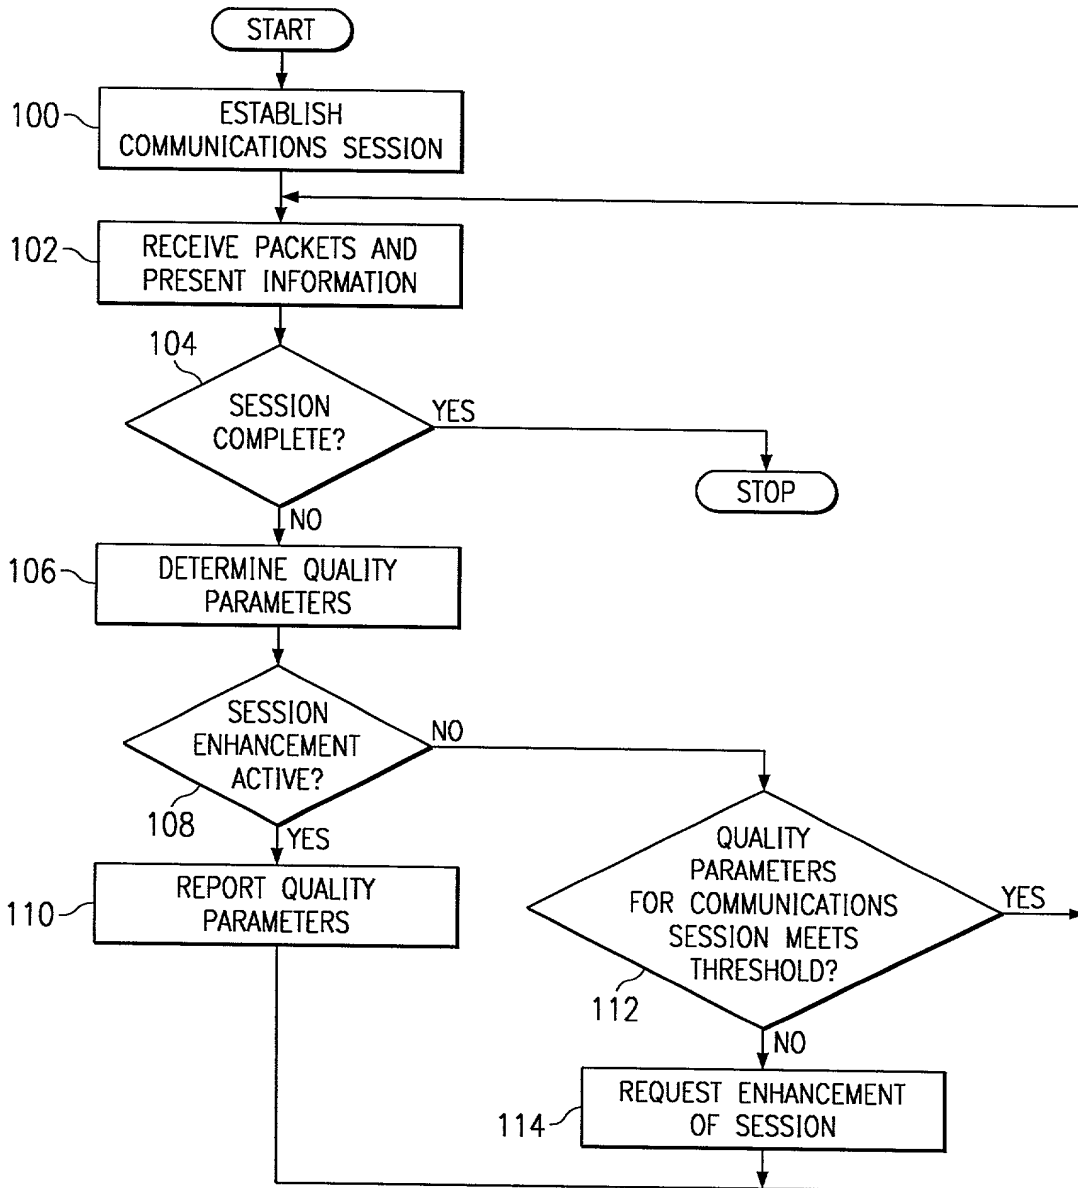 START
100
ESTABLISH
COMMUNICATIONS SESSION
102
RECEIVE PACKETS AND
PRESENT INFORMATION
104
SESSION
COMPLETE?
YES
STOP
NO
106
DETERMINE QUALITY
PARAMETERS
SESSION
ENHANCEMENT
ACTIVE?
NO
108
YES
110
REPORT QUALITY
PARAMETERS
QUALITY
PARAMETERS
FOR COMMUNICATIONS
SESSION MEETS
THRESHOLD?
YES
112
NO
114
REQUEST ENHANCEMENT
OF SESSION